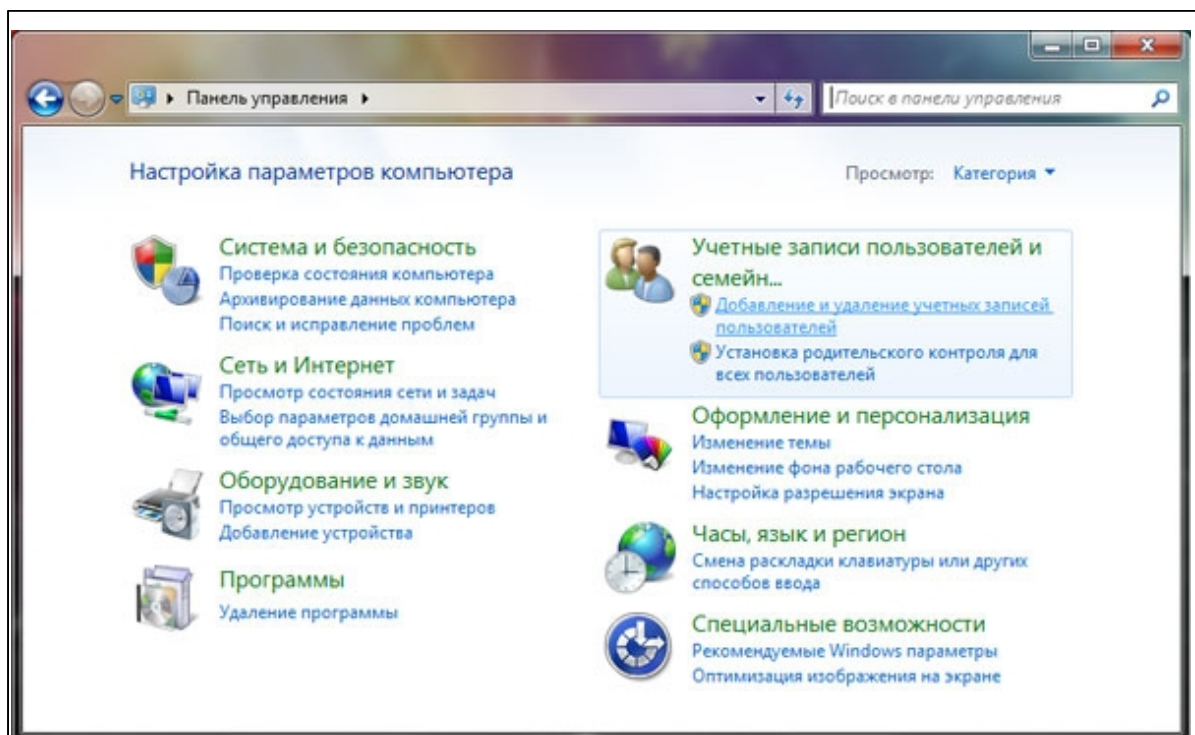 Панель управления
Поиск в панели управления
Настройка параметров компьютера
Просмотр: Категория
Система и безопасность
Проверка состояния компьютера
Архивирование данных компьютера
Поиск и исправление проблем
Сеть и Интернет
Просмотр состояния сети и задач
Выбор параметров домашней группы и
общего доступа к данным
Оборудование и звук
Просмотр устройств и принтеров
Добавление устройства
Программы
Удаление программы
Учетные записи пользователей и
семейн...
Добавление и удаление учетных записей
пользователей
Установка родительского контроля для
всех пользователей
Оформление и персонализация
Изменение темы
Изменение фона рабочего стола
Настройка разрешения экрана
Часы, язык и регион
Смена раскладки клавиатуры или других
способов ввода
Специальные возможности
Рекомендуемые Windows параметры
Оптимизация изображения на экране